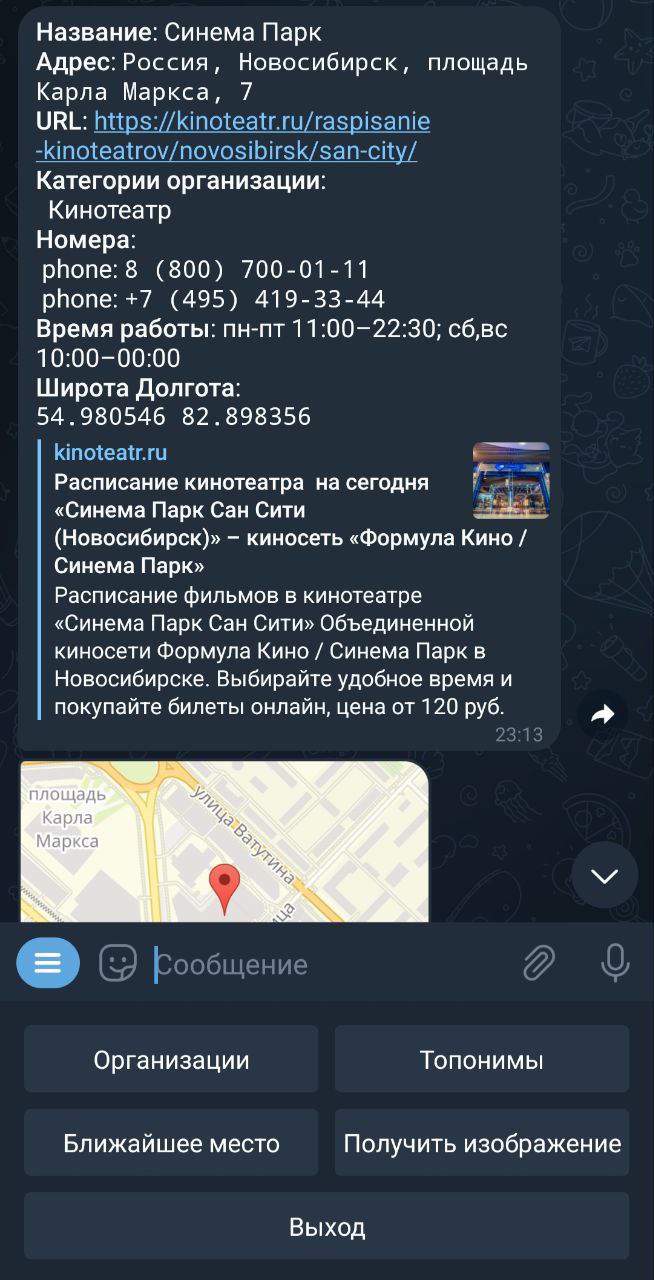 Название: Синема Парк
Адрес: Россия, Новосибирск, площадь
Карла Маркса, 7
URL: https://kinoteatr.ru/raspisanie
-kinoteatrov/novosibirsk/san-city/
Категории организации:
Кинотеатр
Номера:
phone: 8 (800) 700-01-11
phone: +7 (495) 419-33-44
Время работы: пн-пт 11:00–22:30; сб,вс
10:00–00:00
Широта Долгота:
54.980546 82.898356
kinoteatr.ru
Расписание кинотеатра на сегодня
«Синема Парк Сан Сити
(Новосибирск)» – киносеть «Формула Кино /
Синема Парк»
Расписание фильмов в кинотеатре
«Синема Парк Сан Сити» Объединенной
киносети Формула Кино / Синема Парк в
Новосибирске. Выбирайте удобное время и
покупайте билеты онлайн, цена от 120 руб.
23:13
площадь
Карла
Маркса
улица Ватутина
Сообщение
Организации
Топонимы
Ближайшее место
Получить изображение
Выход